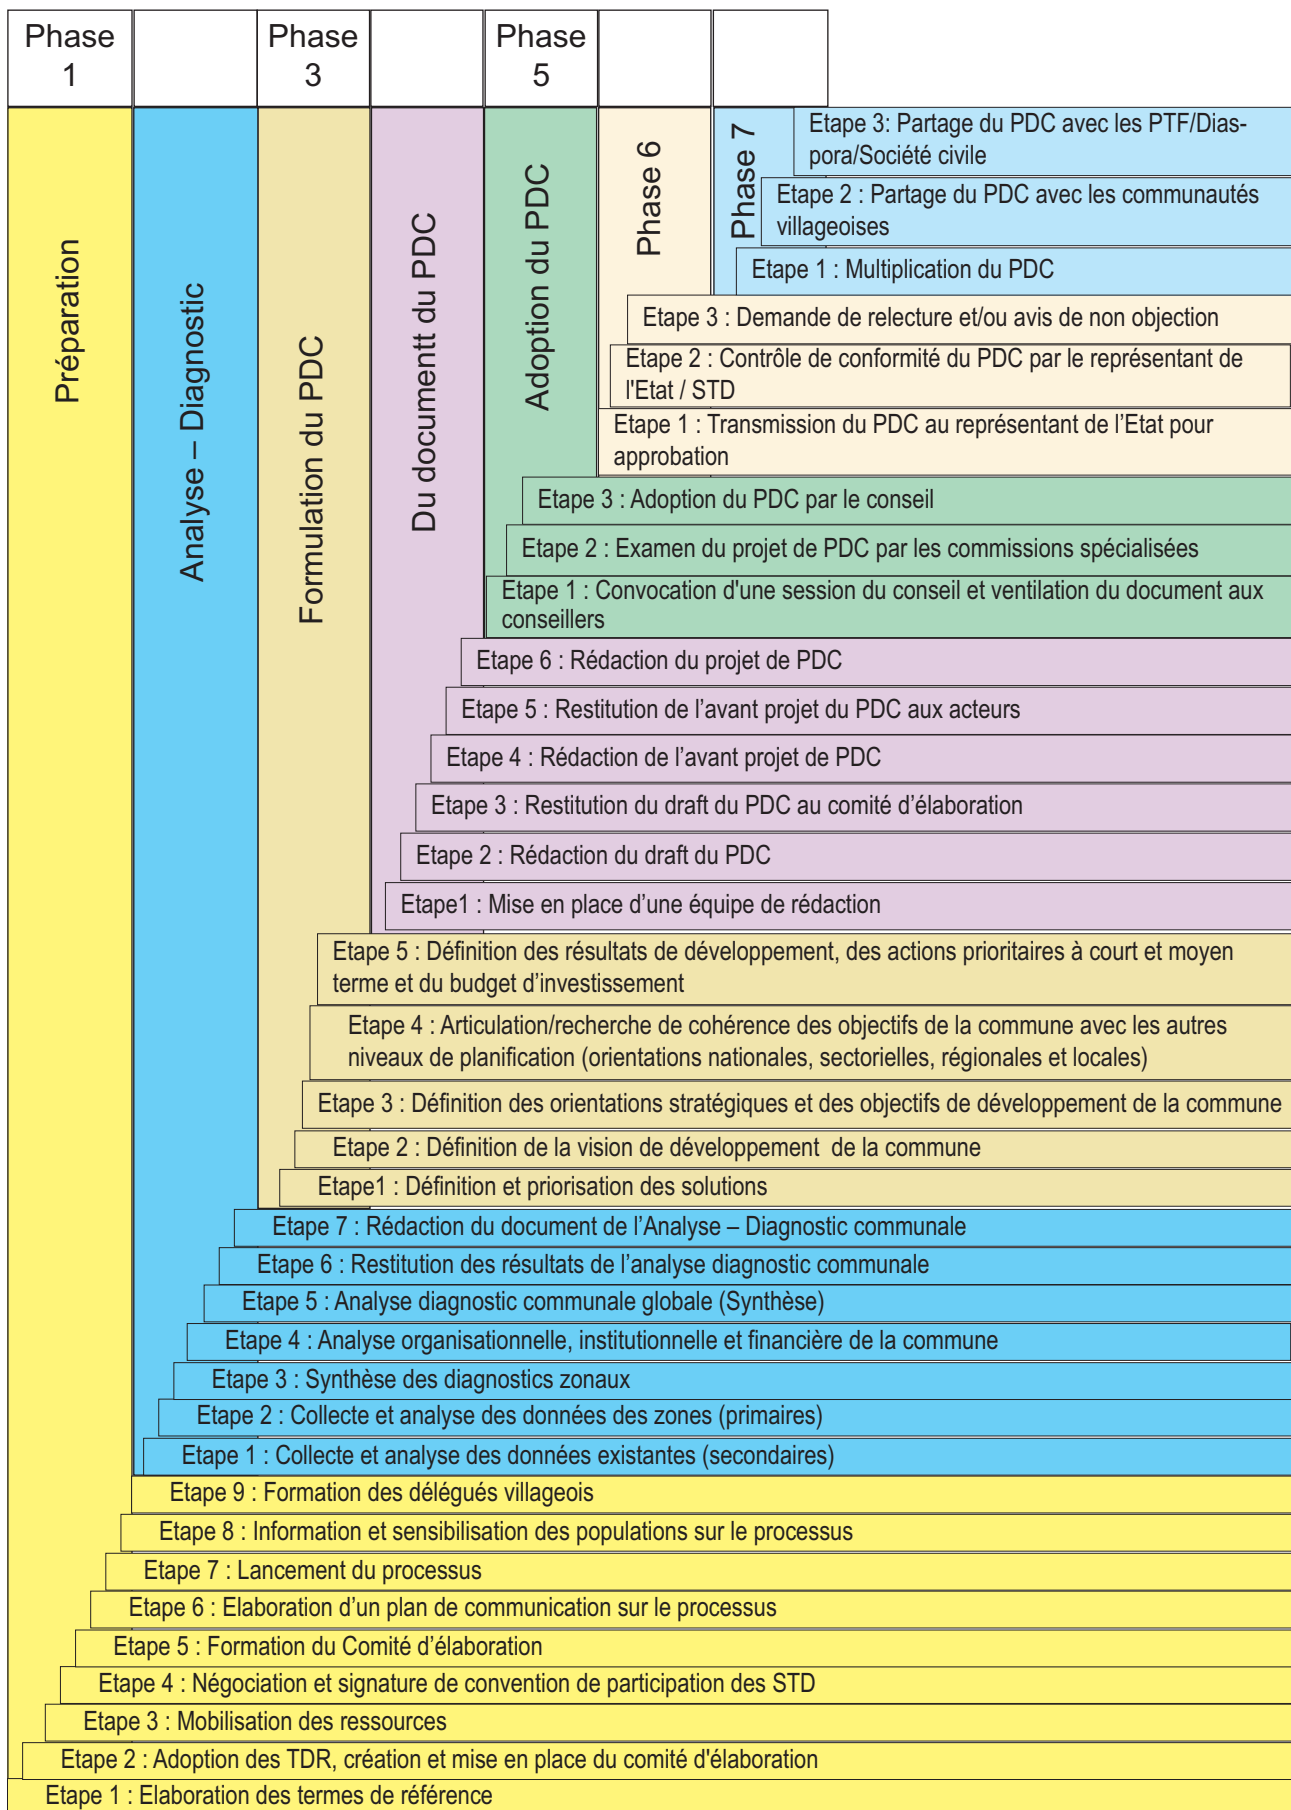 Phase
1
Phase
3
Phase
5
Préparation
Analyse – Diagnostic
Formulation du PDC
Du documentt du PDC
Adoption du PDC
Phase 6
Phase 7
Etape 3: Partage du PDC avec les PTF/Dias-
pora/Société civile
Etape 2 : Partage du PDC avec les communautés
villageoises
Etape 1 : Multiplication du PDC
Etape 3 : Demande de relecture et/ou avis de non objection
Etape 2 : Contrôle de conformité du PDC par le représentant de
l'Etat / STD
Etape 1 : Transmission du PDC au représentant de l’Etat pour
approbation
Etape 3 : Adoption du PDC par le conseil
Etape 2 : Examen du projet de PDC par les commissions spécialisées
Etape 1 : Convocation d'une session du conseil et ventilation du document aux
conseillers
Etape 6 : Rédaction du projet de PDC
Etape 5 : Restitution de l’avant projet du PDC aux acteurs
Etape 4 : Rédaction de l’avant projet de PDC
Etape 3 : Restitution du draft du PDC au comité d’élaboration
Etape 2 : Rédaction du draft du PDC
Etape1 : Mise en place d’une équipe de rédaction
Etape 5 : Définition des résultats de développement, des actions prioritaires à court et moyen
terme et du budget d’investissement
Etape 4 : Articulation/recherche de cohérence des objectifs de la commune avec les autres
niveaux de planification (orientations nationales, sectorielles, régionales et locales)
Etape 3 : Définition des orientations stratégiques et des objectifs de développement de la commune
Etape 2 : Définition de la vision de développement de la commune
Etape1 : Définition et priorisation des solutions
Etape 7 : Rédaction du document de l’Analyse – Diagnostic communale
Etape 6 : Restitution des résultats de l’analyse diagnostic communale
Etape 5 : Analyse diagnostic communale globale (Synthèse)
Etape 4 : Analyse organisationnelle, institutionnelle et financière de la commune
Etape 3 : Synthèse des diagnostics zonaux
Etape 2 : Collecte et analyse des données des zones (primaires)
Etape 1 : Collecte et analyse des données existantes (secondaires)
Etape 9 : Formation des délégués villageois
Etape 8 : Information et sensibilisation des populations sur le processus
Etape 7 : Lancement du processus
Etape 6 : Elaboration d’un plan de communication sur le processus
Etape 5 : Formation du Comité d’élaboration
Etape 4 : Négociation et signature de convention de participation des STD
Etape 3 : Mobilisation des ressources
Etape 2 : Adoption des TDR, création et mise en place du comité d'élaboration
Etape 1 : Elaboration des termes de référence